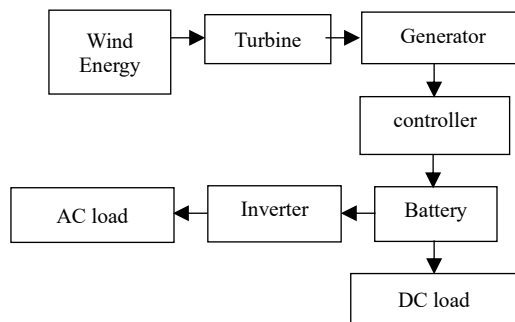 Wind
Energy
Turbine
Generator
controller
AC load
Inverter
Battery
DC load